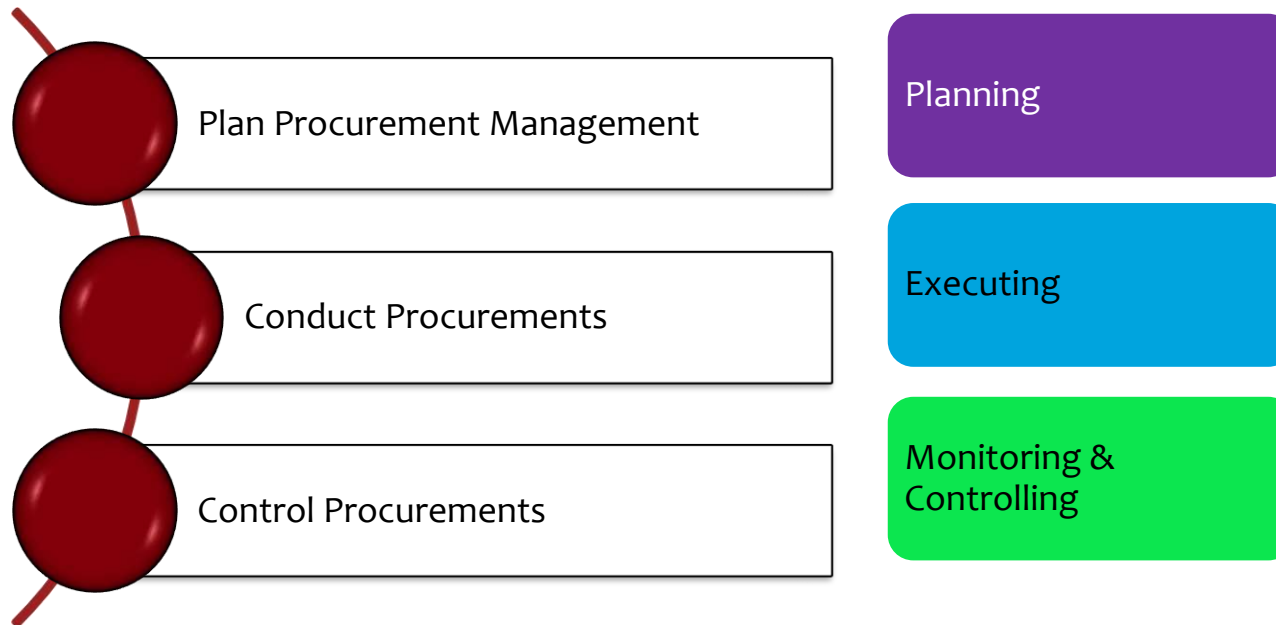 Plan Procurement Management
Planning
Conduct Procurements
Executing
Control Procurements
Monitoring &
Controlling